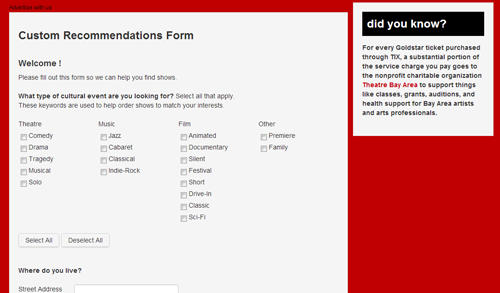 Advertise with us
Custom Recommendations Form
Welcome !
Please fill out this form so we can help you find shows.
What type of cultural event are you looking for? Select all that apply.
These keywords are used to help order shows to match your interests.
Theatre Music Film Other
Comedy Jazz Animated Premiere
Drama Cabaret Documentary Family
Tragedy Classical Silent
Musical Indie-Rock Festival
Solo Short
Drive-In
Classic
Sci-Fi
Select All Deselect All
Where do you live?
Street Address
did you know?
For every Goldstar ticket purchased
through TIX, a substantial portion of
the service charge you pay goes to
the nonprofit charitable organization
Theatre Bay Area to support things
like classes, grants, auditions, and
health support for Bay Area artists
and arts professionals.